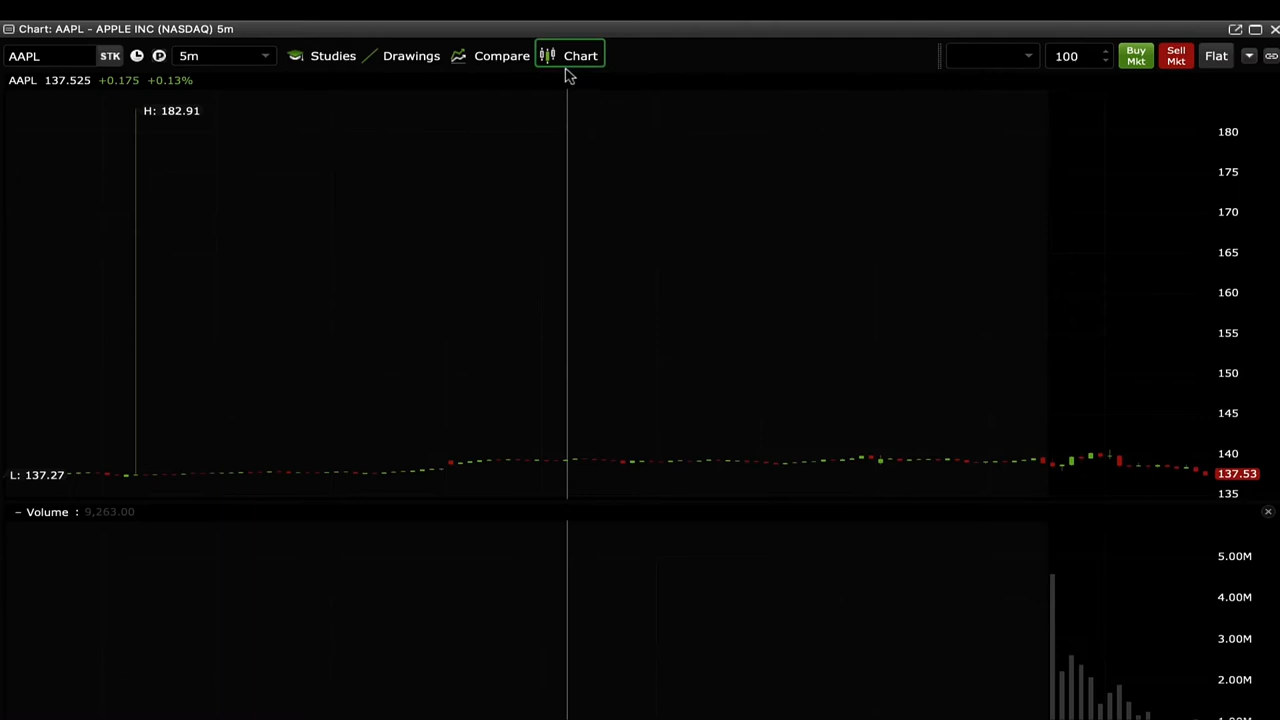 Chart: AAPL - APPLE INC (NASDAQ) 5m
AAPL STK 5m Studies Drawings Compare Chart 100 Buy Mkt Sell Mkt Flat
AAPL 137.525 +0.175 +0.13%
H: 182.91
180
175
170
165
160
155
150
145
140
L: 137.27
137.53
135
– Volume : 9,263.00
5.00M
4.00M
3.00M
2.00M